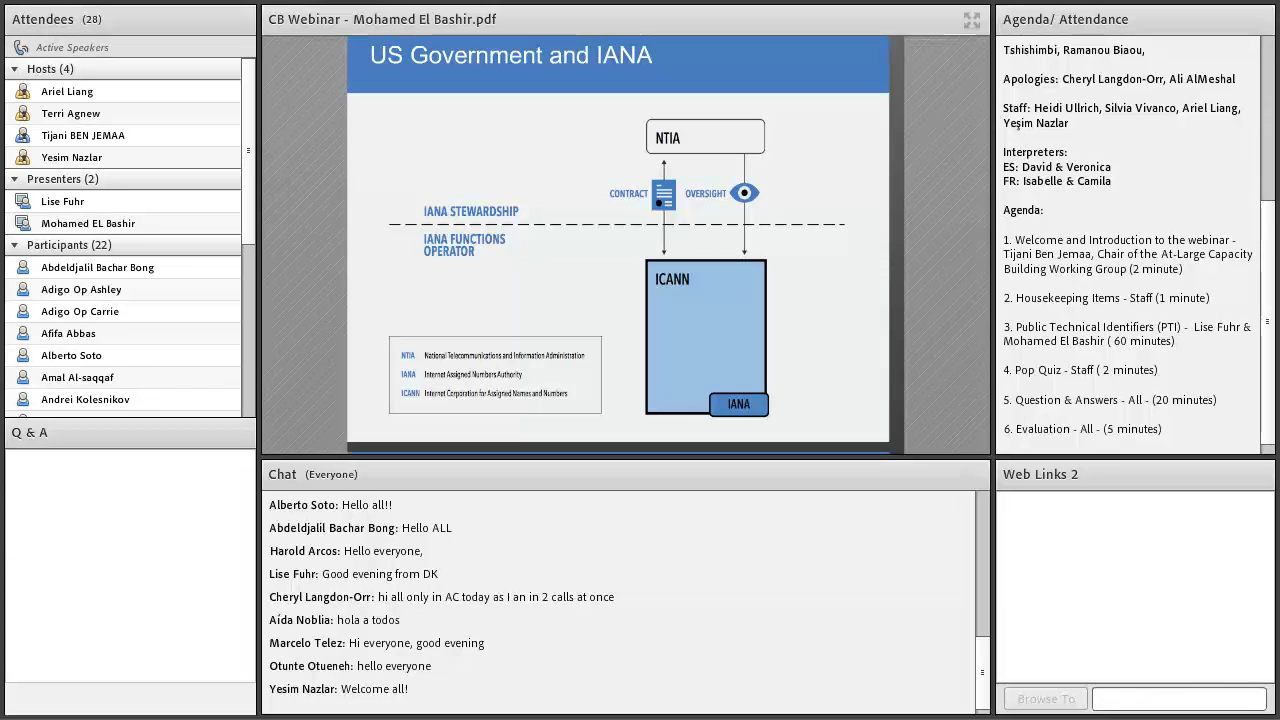 Attendees (28)
Active Speakers
Hosts (4)
Ariel Liang
Terri Agnew
Tijani BEN JEMAA
Yesim Nazlar
Presenters (2)
Lise Fuhr
Mohamed EL Bashir
Participants (22)
Abdeldjalil Bachar Bong
Adigo Op Ashley
Adigo Op Carrie
Afifa Abbas
Alberto Soto
Amal Al-saqqaf
Andrei Kolesnikov
Q & A
CB Webinar - Mohamed El Bashir.pdf
US Government and IANA
NTIA
CONTRACT
OVERSIGHT
IANA STEWARDSHIP
IANA FUNCTIONS
OPERATOR
ICANN
IANA
NTIA National Telecommunications and Information Administration
IANA Internet Assigned Numbers Authority
ICANN Internet Corporation for Assigned Names and Numbers
Chat (Everyone)
Alberto Soto: Hello all!!
Abdeldjalil Bachar Bong: Hello ALL
Harold Arcos: Hello everyone,
Lise Fuhr: Good evening from DK
Cheryl Langdon-Orr: hi all only in AC today as I an in 2 calls at once
Aída Noblia: hola a todos
Marcelo Telez: Hi everyone, good evening
Otunte Otueneh: hello everyone
Yesim Nazlar: Welcome all!
Agenda/ Attendance
Tshishimbi, Ramanou Biaou,
Apologies: Cheryl Langdon-Orr, Ali AlMeshal
Staff: Heidi Ullrich, Silvia Vivanco, Ariel Liang,
Yeşim Nazlar
Interpreters:
ES: David & Veronica
FR: Isabelle & Camila
Agenda:
1. Welcome and Introduction to the webinar -
Tijani Ben Jemaa, Chair of the At-Large Capacity
Building Working Group (2 minute)
2. Housekeeping Items - Staff (1 minute)
3. Public Technical Identifiers (PTI) - Lise Fuhr &
Mohamed El Bashir ( 60 minutes)
4. Pop Quiz - Staff ( 2 minutes)
5. Question & Answers - All - (20 minutes)
6. Evaluation - All - (5 minutes)
Web Links 2
Browse To